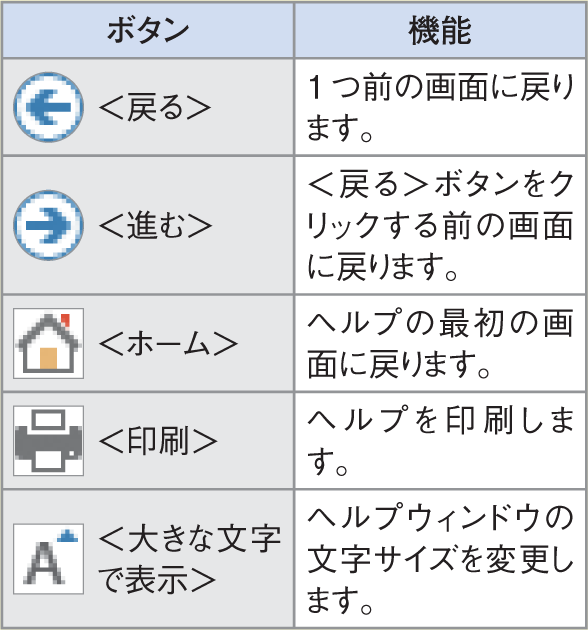 ボタン
機能
＜戻る＞
1つ前の画面に戻り
ます。
＜進む＞
＜戻る＞ボタンをク
リックする前の画面
に戻ります。
＜ホーム＞
ヘルプの最初の画
面に戻ります。
＜印刷＞
ヘルプを印刷しま
す。
A
＜大きな文字
で表示＞
ヘルプウィンドウの
文字サイズを変更し
ます。